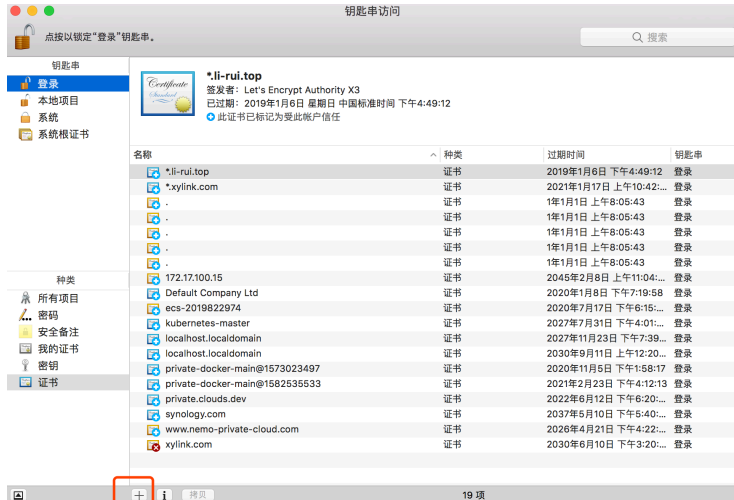 钥匙串访问
点按以锁定“登录”钥匙串。
搜索
钥匙串
登录
本地项目
系统
系统根证书
Certificate
Standard
*.li-rui.top
签发者：Let's Encrypt Authority X3
已过期：2019年1月6日 星期日 中国标准时间 下午4:49:12
此证书已标记为受此帐户信任
名称 种类 过期时间 钥匙串
*.li-rui.top 证书 2019年1月6日 下午4:49:12 登录
*.xylink.com 证书 2021年1月17日 上午10:42:... 登录
. 证书 1年1月1日 上午8:05:43 登录
. 证书 1年1月1日 上午8:05:43 登录
. 证书 1年1月1日 上午8:05:43 登录
. 证书 1年1月1日 上午8:05:43 登录
. 证书 1年1月1日 上午8:05:43 登录
172.17.100.15 证书 2045年2月8日 上午11:04:... 登录
Default Company Ltd 证书 2020年1月8日 下午7:19:58 登录
ecs-2019822974 证书 2020年7月17日 下午6:15:... 登录
kubernetes-master 证书 2027年7月31日 下午4:01:... 登录
localhost.localdomain 证书 2027年11月23日 下午7:39... 登录
localhost.localdomain 证书 2030年9月11日 上午12:20... 登录
private-docker-main@1573023497 证书 2020年11月5日 下午1:58:17 登录
private-docker-main@1582535533 证书 2021年2月23日 下午4:12:13 登录
private.clouds.dev 证书 2022年6月12日 下午6:20:... 登录
synology.com 证书 2037年5月10日 下午5:40:... 登录
www.nemo-private-cloud.com 证书 2026年4月21日 下午4:22:... 登录
xylink.com 证书 2030年6月10日 下午3:20:... 登录
种类
所有项目
密码
安全备注
我的证书
密钥
证书
拷贝
19 项